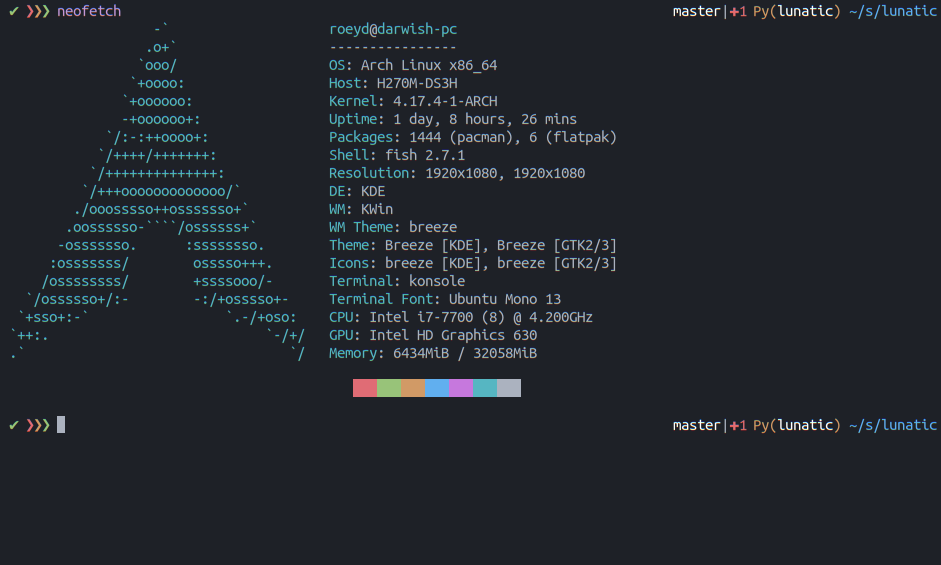 ✔ ❯❯❯ neofetch master|✚1 Py(lunatic) ~/s/lunatic
                  -`                 roeyd@darwish-pc
                 .o+`                ----------------
                `ooo/                OS: Arch Linux x86_64
               `+oooo:               Host: H270M-DS3H
              `+oooooo:              Kernel: 4.17.4-1-ARCH
              -+oooooo+:             Uptime: 1 day, 8 hours, 26 mins
            `/:-:++oooo+:            Packages: 1444 (pacman), 6 (flatpak)
           `/++++/+++++++:           Shell: fish 2.7.1
          `/++++++++++++++:          Resolution: 1920x1080, 1920x1080
         `/+++ooooooooooooo/`        DE: KDE
        ./ooosssso++osssssso+`       WM: KWin
       .oossssso-````/ossssss+`      WM Theme: breeze
      -osssssso.      :ssssssso.     Theme: Breeze [KDE], Breeze [GTK2/3]
     :osssssss/        osssso+++.    Icons: breeze [KDE], breeze [GTK2/3]
    /ossssssss/        +ssssooo/-    Terminal: konsole
  `/ossssso+/:-        -:/+osssso+-  Terminal Font: Ubuntu Mono 13
 `+sso+:-`                 `.-/+oso: CPU: Intel i7-7700 (8) @ 4.200GHz
`++:.                           `-/+/ GPU: Intel HD Graphics 630
.`                                 `/ Memory: 6434MiB / 32058MiB
✔ ❯❯❯ master|✚1 Py(lunatic) ~/s/lunatic